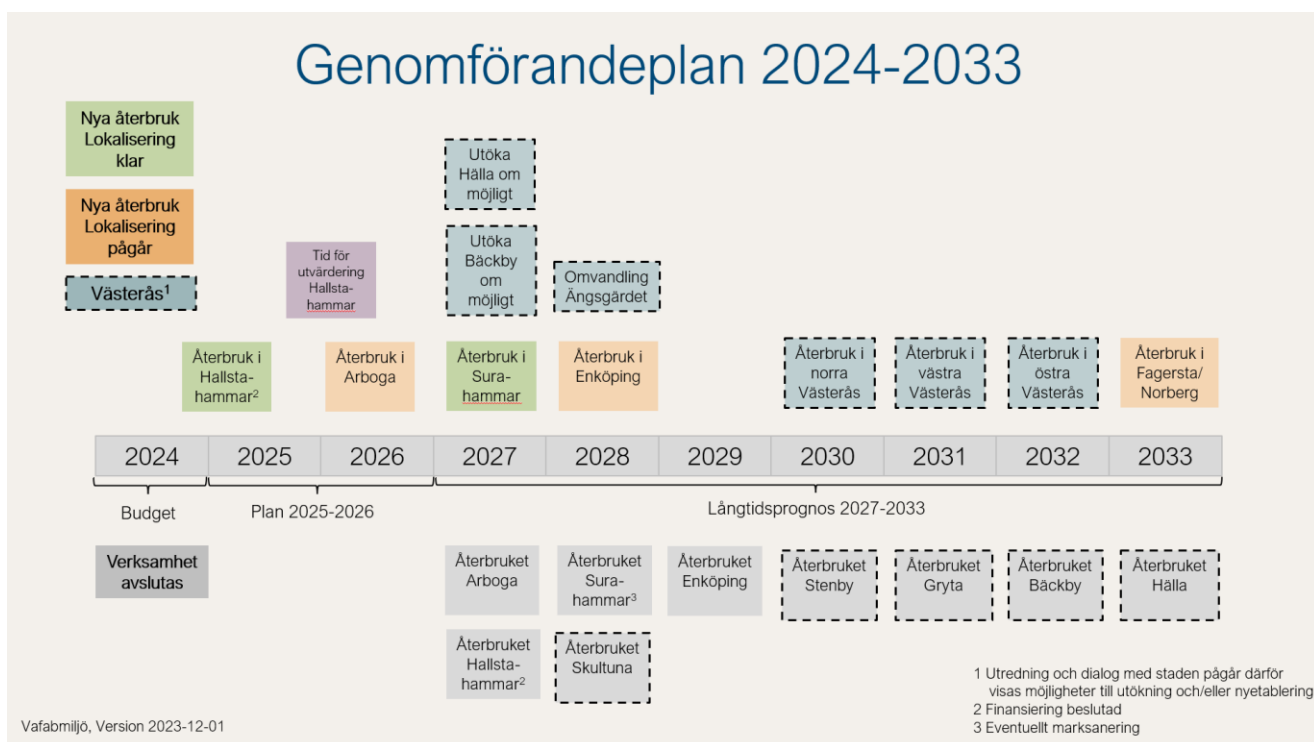 Genomförandeplan 2024-2033
Nya återbruk
Lokalisering
klar
Nya återbruk
Lokalisering
pågår
Västerås¹
Tid för
utvärdering
Hallsta-
hammar
Utöka
Hälla om
möjligt
Utöka
Bäckby
om
möjligt
Omvandling
Ängsgärdet
Återbruk i
Hallsta-
hammar²
Återbruk i
Arboga
Återbruk i
Sura-
hammar
Återbruk i
Enköping
Återbruk i
norra
Västerås
Återbruk i
västra
Västerås
Återbruk i
östra
Västerås
Återbruk i
Fagersta/
Norberg
2024 2025 2026 2027 2028 2029 2030 2031 2032 2033
Budget Plan 2025-2026 Långtidsprognos 2027-2033
Verksamhet
avslutas
Återbruket
Arboga
Återbruket
Sura-
hammar³
Återbruket
Enköping
Återbruket
Stenby
Återbruket
Gryta
Återbruket
Bäckby
Återbruket
Hälla
Återbruket
Hallsta-
hammar²
Återbruket
Skultuna
1 Utredning och dialog med staden pågår därför
visas möjligheter till utökning och/eller nyetablering
2 Finansiering beslutad
3 Eventuellt marksanering
Vafabmiljö, Version 2023-12-01